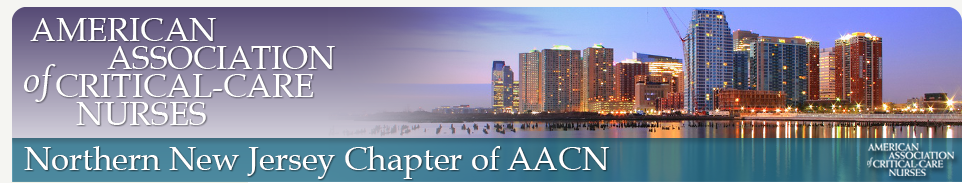 AMERICAN
ASSOCIATION
of CRITICAL-CARE
NURSES
Northern New Jersey Chapter of AACN
AMERICAN
ASSOCIATION
of CRITICAL-CARE
NURSES